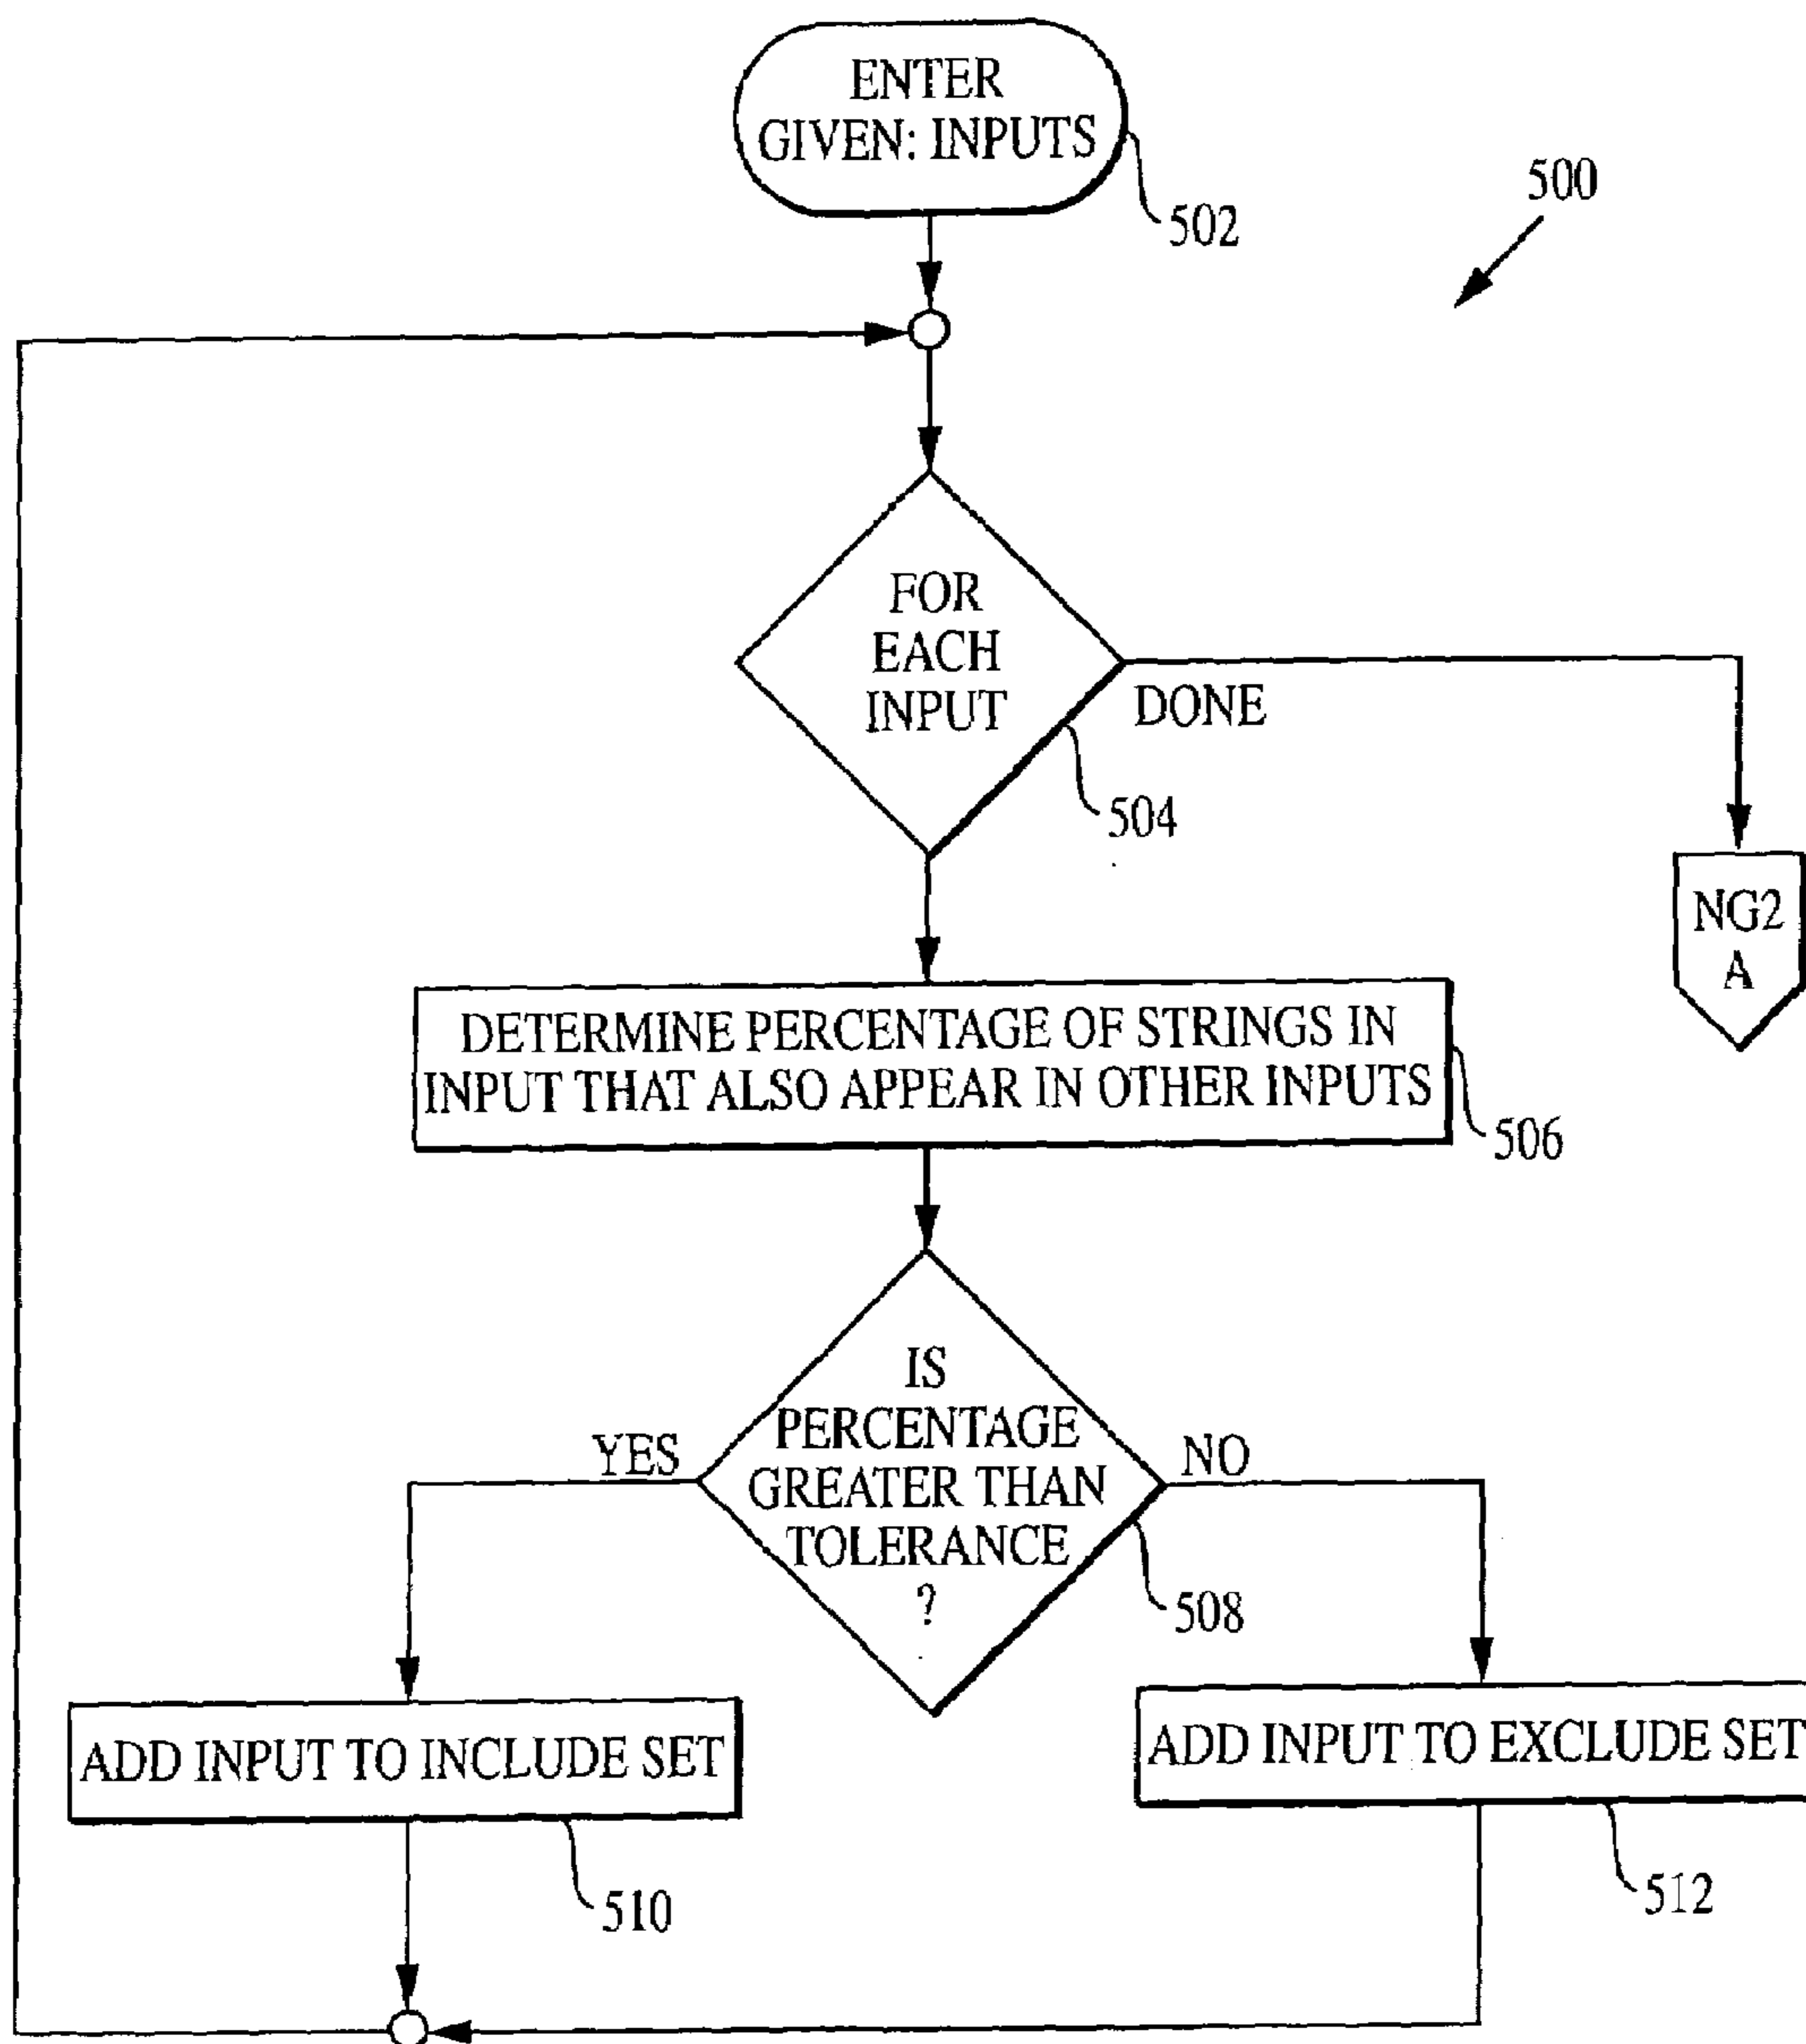 ENTER
GIVEN: INPUTS
502
500
FOR
EACH
INPUT
DONE
504
NG2
A
DETERMINE PERCENTAGE OF STRINGS IN
INPUT THAT ALSO APPEAR IN OTHER INPUTS
506
IS
PERCENTAGE
GREATER THAN
TOLERANCE
?
YES
NO
508
ADD INPUT TO INCLUDE SET
ADD INPUT TO EXCLUDE SET
510
512